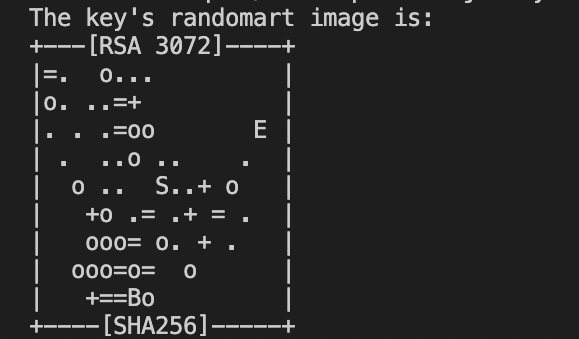 The key's randomart image is:
+---[RSA 3072]----+
|=.  o...         |
|o. ..=+          |
|. . .=oo       E |
| .  ..o ..    .  |
|  o ..  S..+ o   |
|   +o .= .+ = .  |
|   ooo= o. + .   |
|  ooo=o=  o      |
|   +==Bo         |
+----[SHA256]-----+